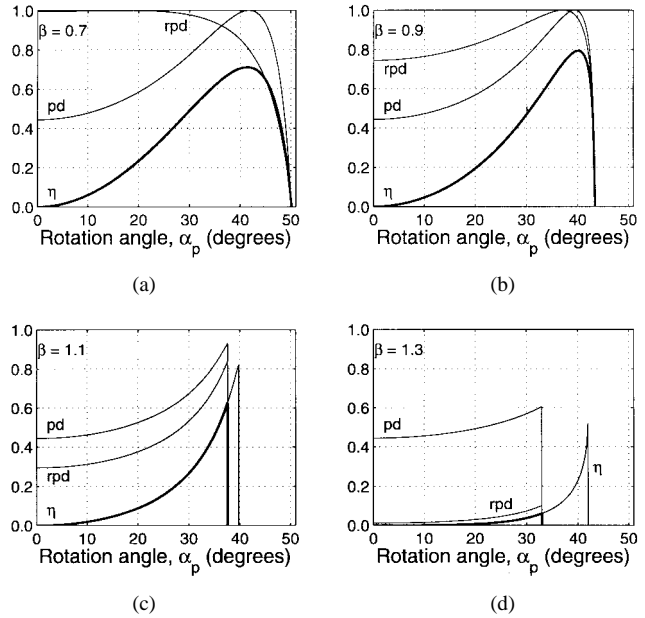 1.0
β = 0.7
rpd
0.8
0.6
pd
0.4
0.2
η
0.0
0 10 20 30 40 50
Rotation angle, α_p (degrees)
(a)
1.0
β = 0.9
0.8
rpd
0.6
pd
0.4
0.2
η
0.0
0 10 20 30 40 50
Rotation angle, α_p (degrees)
(b)
1.0
β = 1.1
0.8
0.6
pd
0.4
rpd
0.2
η
0.0
0 10 20 30 40 50
Rotation angle, α_p (degrees)
(c)
1.0
β = 1.3
0.8
0.6
pd
0.4
η
0.2
rpd
0.0
0 10 20 30 40 50
Rotation angle, α_p (degrees)
(d)